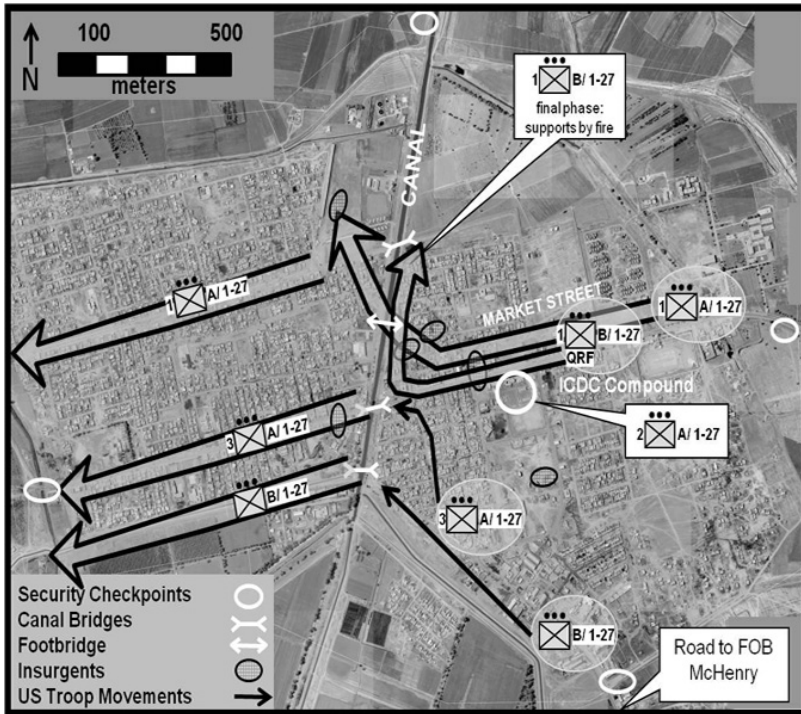 100 500
N
meters
CANAL
1 B/ 1-27
final phase:
supports by fire
1 A/ 1-27
MARKET STREET
1 A/ 1-27
1 B/ 1-27
QRF
ICDC Compound
2 A/ 1-27
3 A/ 1-27
B/ 1-27
3 A/ 1-27
B/ 1-27
Security Checkpoints
Canal Bridges
Footbridge
Insurgents
US Troop Movements
Road to FOB
McHenry